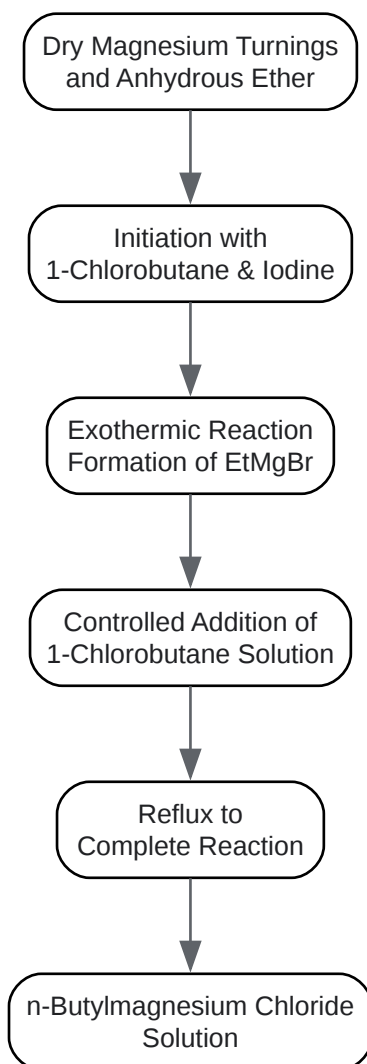 Dry Magnesium Turnings
and Anhydrous Ether
Initiation with
1-Chlorobutane & Iodine
Exothermic Reaction
Formation of EtMgBr
Controlled Addition of
1-Chlorobutane Solution
Reflux to
Complete Reaction
n-Butylmagnesium Chloride
Solution